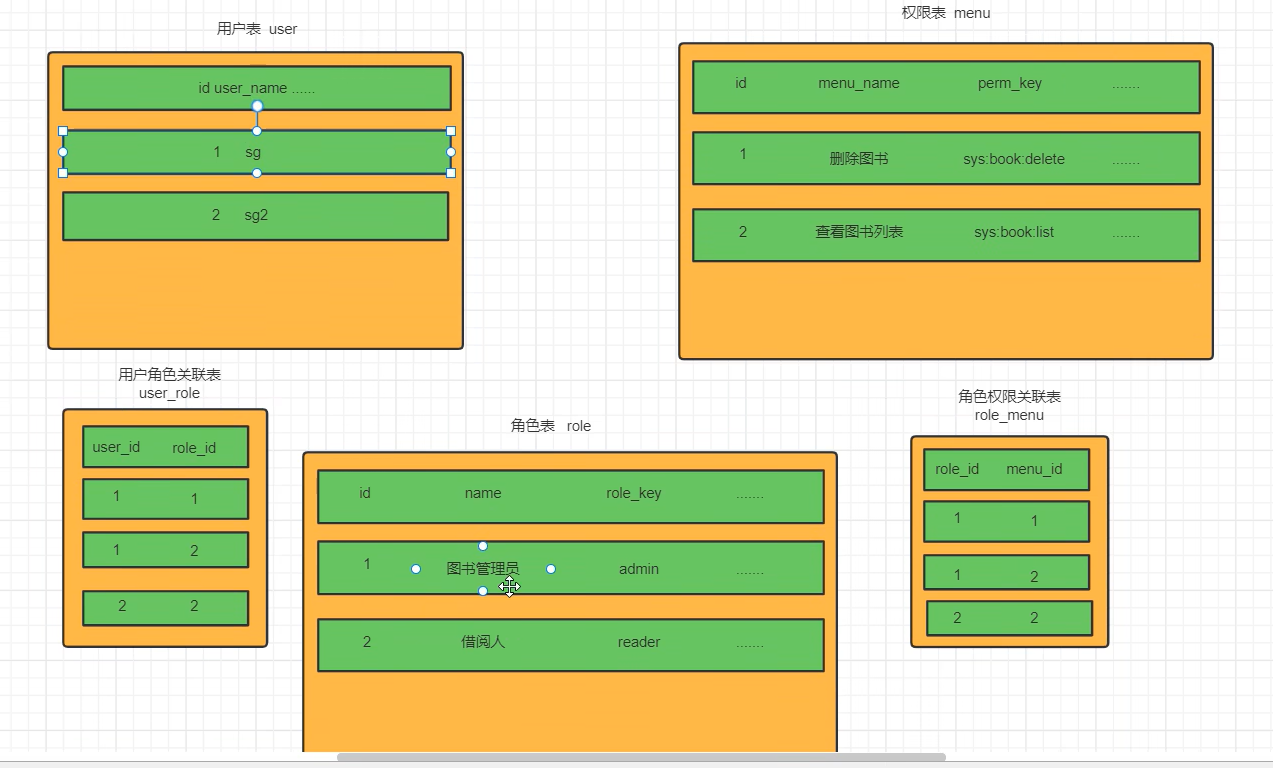 用户表 user
id user_name ......
1 sg
2 sg2
权限表 menu
id menu_name perm_key .......
1 删除图书 sys:book:delete .......
2 查看图书列表 sys:book:list .......
用户角色关联表
user_role
user_id role_id
1 1
1 2
2 2
角色表 role
id name role_key .......
1 图书管理员 admin .......
2 借阅人 reader .......
角色权限关联表
role_menu
role_id menu_id
1 1
1 2
2 2